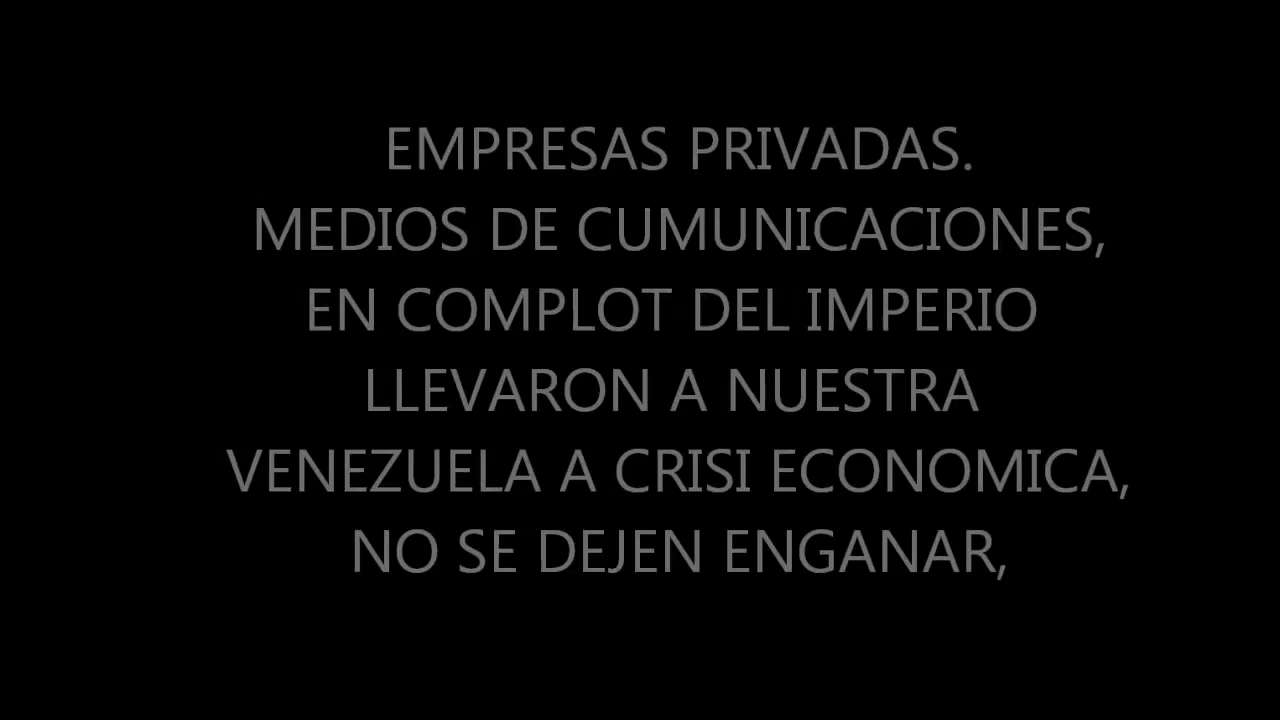 EMPRESAS PRIVADAS.
MEDIOS DE CUMUNICACIONES,
EN COMPLOT DEL IMPERIO
LLEVARON A NUESTRA
VENEZUELA A CRISI ECONOMICA,
NO SE DEJEN ENGANAR,